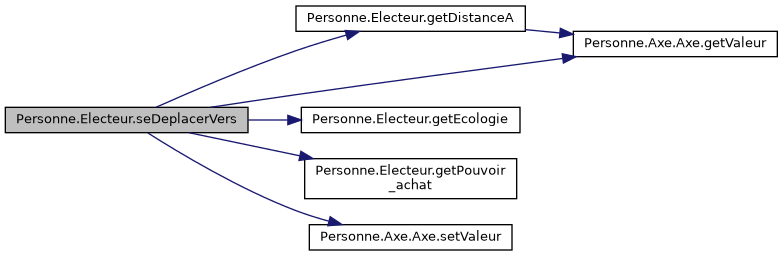 Personne.Electeur.getDistanceA
Personne.Axe.Axe.getValeur
Personne.Electeur.seDeplacerVers
Personne.Electeur.getEcologie
Personne.Electeur.getPouvoir
_achat
Personne.Axe.Axe.setValeur